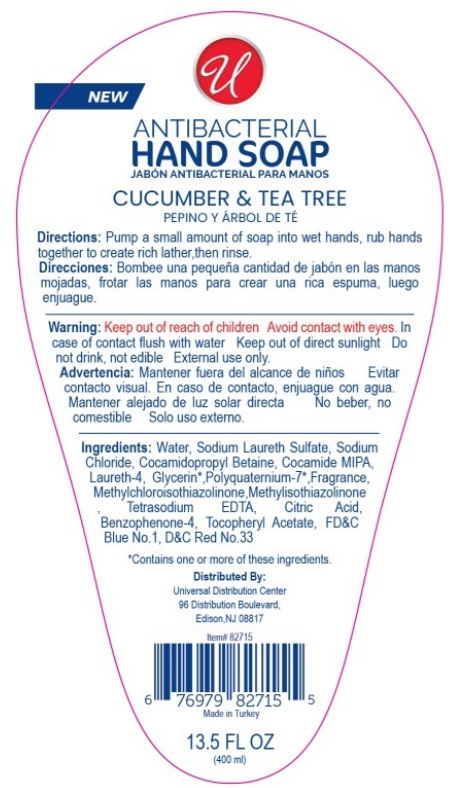 U
NEW
ANTIBACTERIAL
HAND SOAP
JABÓN ANTIBACTERIAL PARA MANOS
CUCUMBER & TEA TREE
PEPINO Y ÁRBOL DE TÉ
Directions: Pump a small amount of soap into wet hands, rub hands
together to create rich lather,then rinse.
Direcciones: Bombee una pequeña cantidad de jabón en las manos
mojadas, frotar las manos para crear una rica espuma, luego
enjuague.
Warning: Keep out of reach of children Avoid contact with eyes. In
case of contact flush with water Keep out of direct sunlight Do
not drink, not edible External use only.
Advertencia: Mantener fuera del alcance de niños Evitar
contacto visual. En caso de contacto, enjuague con agua.
Mantener alejado de luz solar directa No beber, no
comestible Solo uso externo.
Ingredients: Water, Sodium Laureth Sulfate, Sodium
Chloride, Cocamidopropyl Betaine, Cocamide MIPA,
Laureth-4, Glycerin*,Polyquaternium-7*,Fragrance,
Methylchloroisothiazolinone,Methylisothiazolinone
, Tetrasodium EDTA, Citric Acid,
Benzophenone-4, Tocopheryl Acetate, FD&C
Blue No.1, D&C Red No.33
*Contains one or more of these ingredients.
Distributed By:
Universal Distribution Center
96 Distribution Boulevard,
Edison,NJ 08817
Item# 82715
6 76979 82715 5
Made in Turkey
13.5 FL OZ
(400 ml)